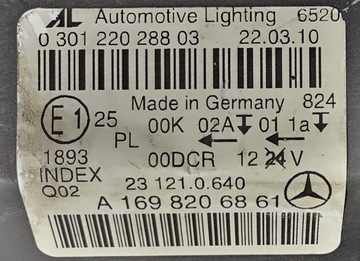 AL Automotive Lighting 6520
0 301 220 288 03 22.03.10
Made in Germany 824
E1 25 00K 02A 01 1a
PL
1893 00DCR 12 24 V
INDEX
Q02 23 121.0.640
A 169 820 68 61